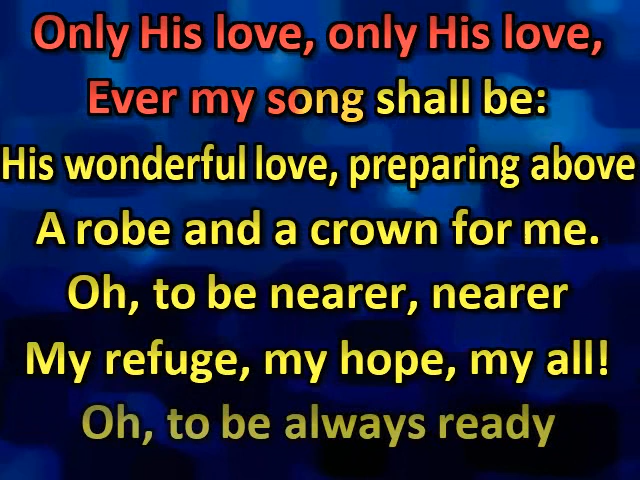 Only His love, only His love,
Ever my song shall be:
His wonderful love, preparing above
A robe and a crown for me.
Oh, to be nearer, nearer
My refuge, my hope, my all!
Oh, to be always ready